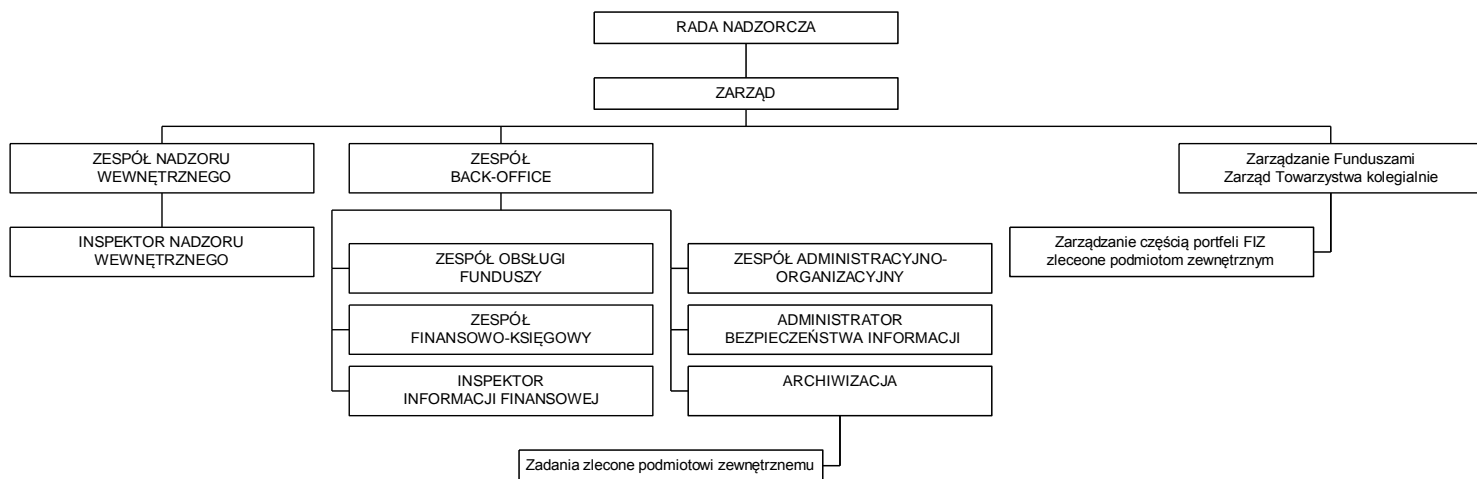 RADA NADZORCZA
ZARZĄD
ZESPÓŁ NADZORU
WEWNĘTRZNEGO
ZESPÓŁ
BACK-OFFICE
Zarządzanie Funduszami
Zarząd Towarzystwa kolegialnie
INSPEKTOR NADZORU
WEWNĘTRZNEGO
ZESPÓŁ OBSŁUGI
FUNDUSZY
ZESPÓŁ ADMINISTRACYJNO-
ORGANIZACYJNY
Zarządzanie częścią portfeli FIZ
zleceone podmiotom zewnętrznym
ZESPÓŁ
FINANSOWO-KSIĘGOWY
ADMINISTRATOR
BEZPIECZEŃSTWA INFORMACJI
INSPEKTOR
INFORMACJI FINANSOWEJ
ARCHIWIZACJA
Zadania zlecone podmiotowi zewnętrznemu